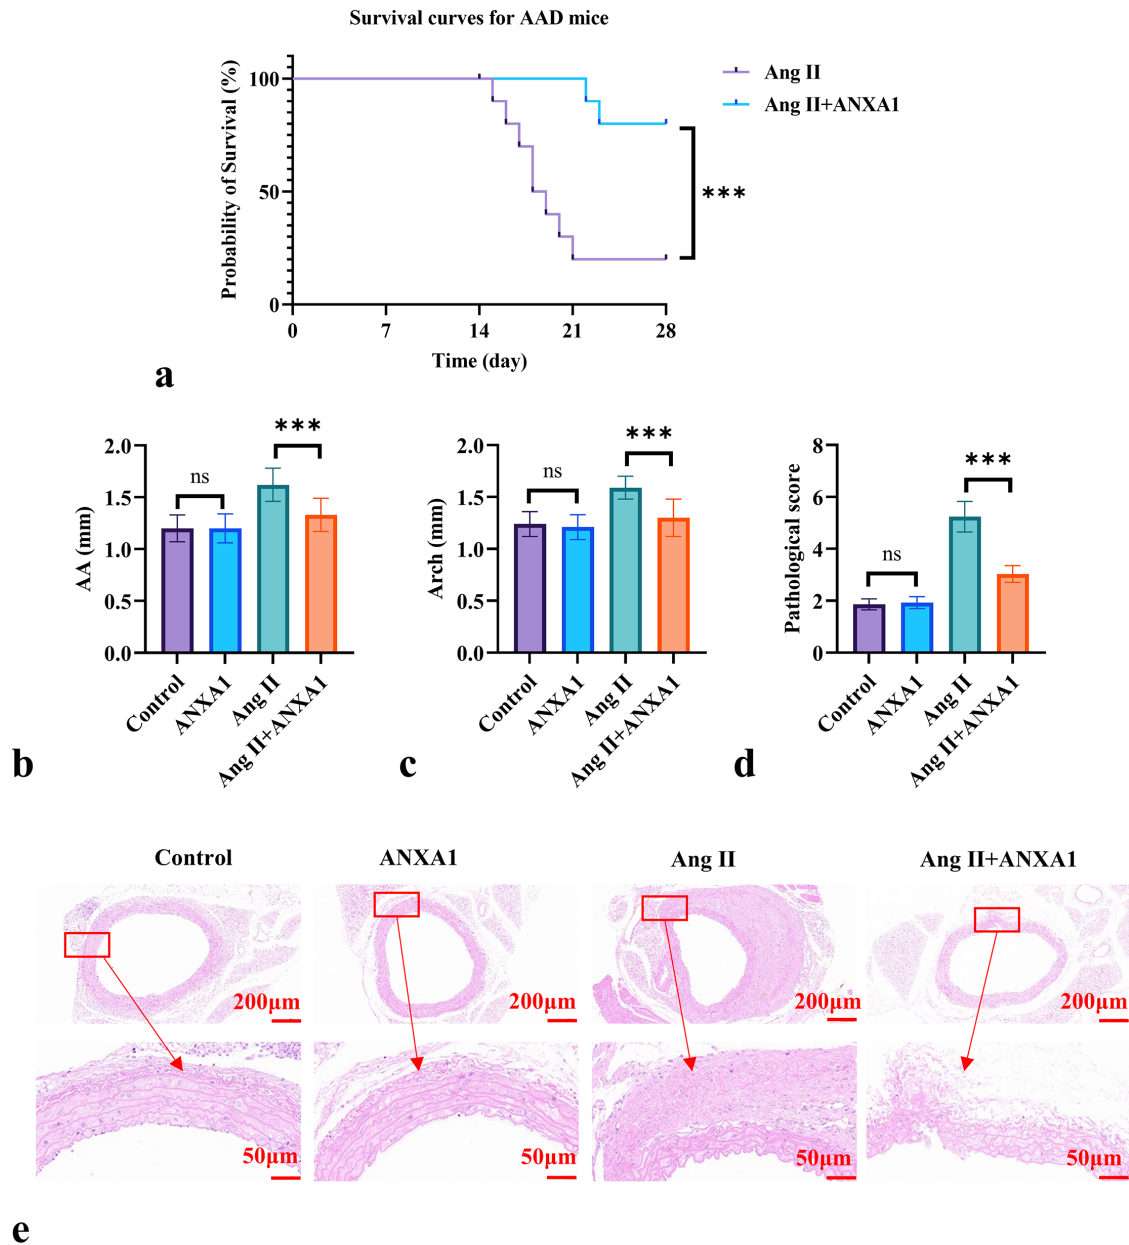 Survival curves for AAD mice
Probability of Survival (%)
100
50
0
0 7 14 21 28
Time (day)
Ang II
Ang II+ANXA1
***
a
AA (mm)
2.0
1.5
1.0
0.5
0.0
ns
***
Control
ANXA1
Ang II
Ang II+ANXA1
b
Arch (mm)
2.0
1.5
1.0
0.5
0.0
ns
***
Control
ANXA1
Ang II
Ang II+ANXA1
c
Pathological score
8
6
4
2
0
ns
***
Control
ANXA1
Ang II
Ang II+ANXA1
d
Control ANXA1 Ang II Ang II+ANXA1
200μm 200μm 200μm 200μm
50μm 50μm 50μm 50μm
e